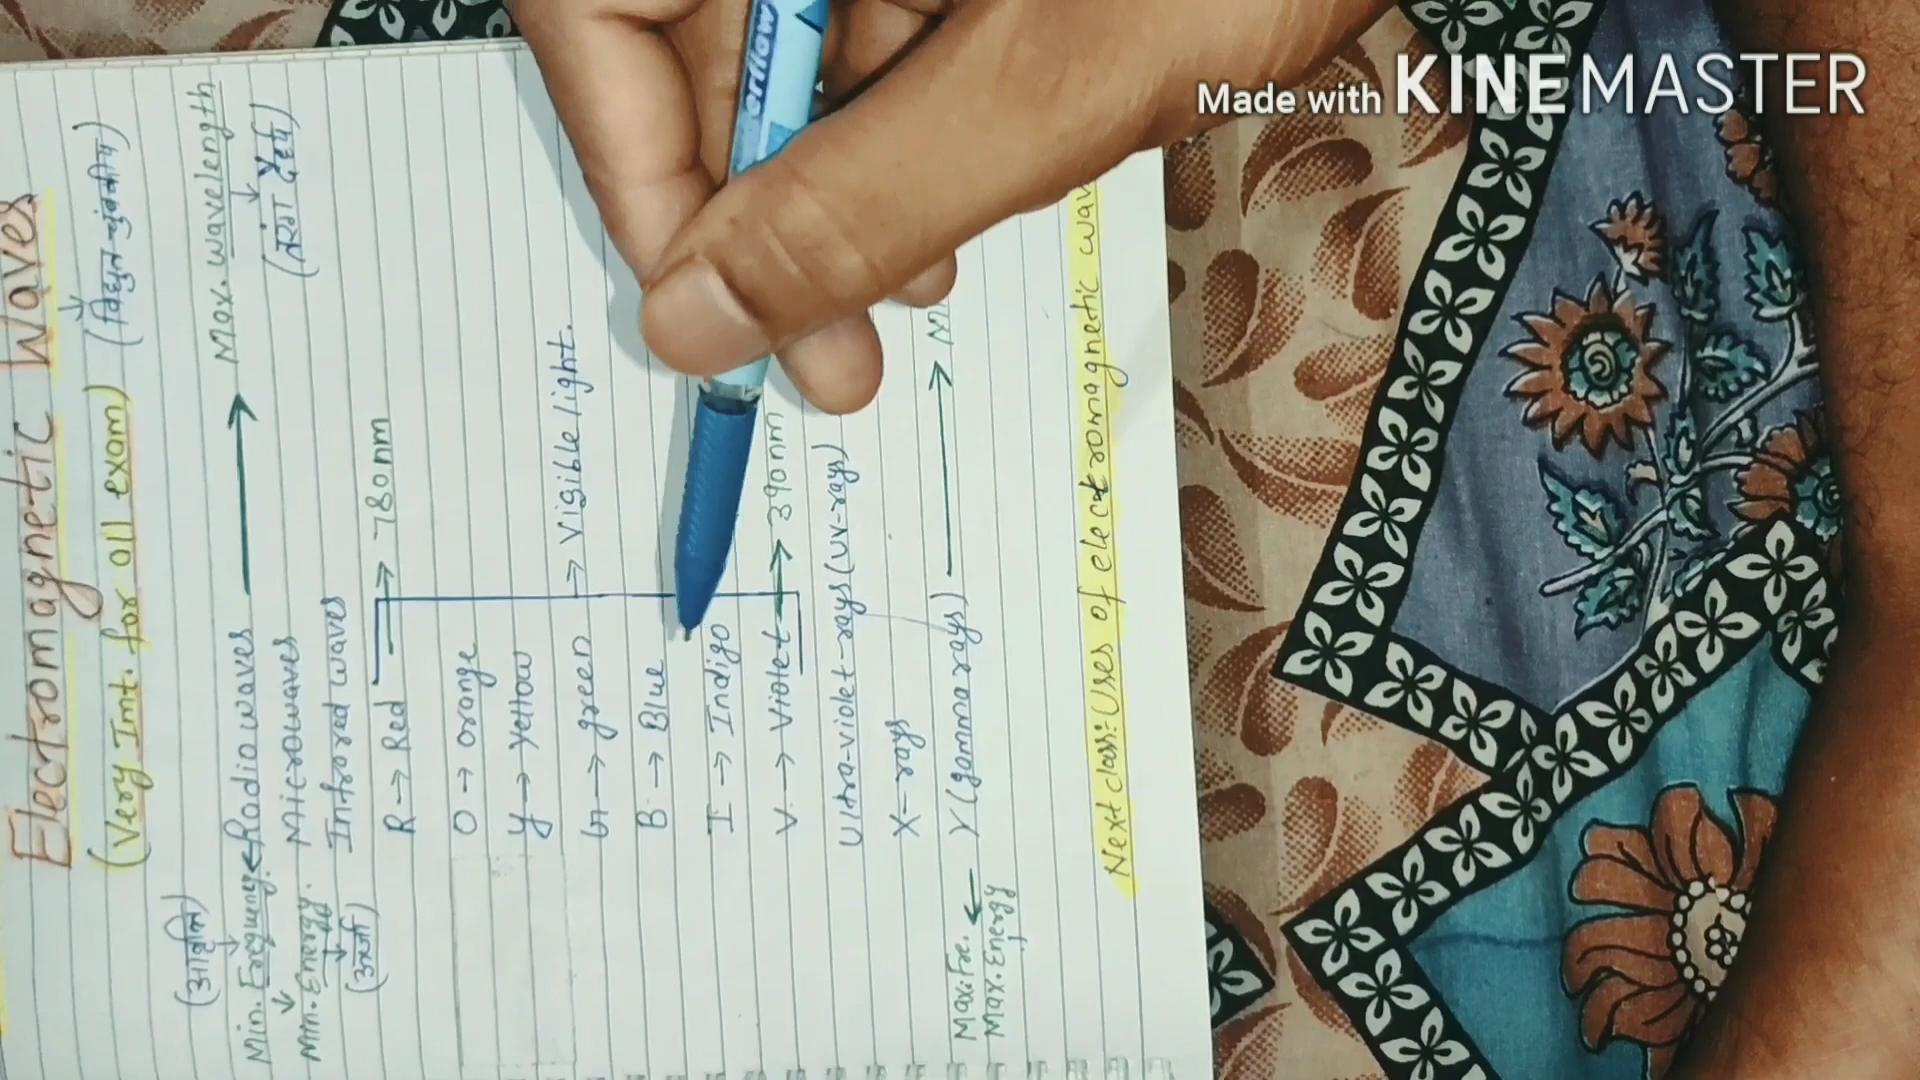 Made with KINEMASTER
Electromagnetic Waves
(विद्युत-चुंबकीय)
(Very Imt. for all exam)
(आवृत्ति)
Min. Frequency ← Radio waves → Max. wavelength
(तरंग दैर्ध्य)
Min. Energy.
(ऊर्जा)
Microwaves
Infrared waves
R → Red → 780nm
O → orange
Y → Yellow
G → green → Visible light.
B → Blue
I → Indigo
V → Violet → 390nm
Ultra-violet-rays (UV-rays)
X-rays
Maxi Fre. ← γ (gamma rays) →
Max. Energy
Next class:- Uses of electromagnetic wav